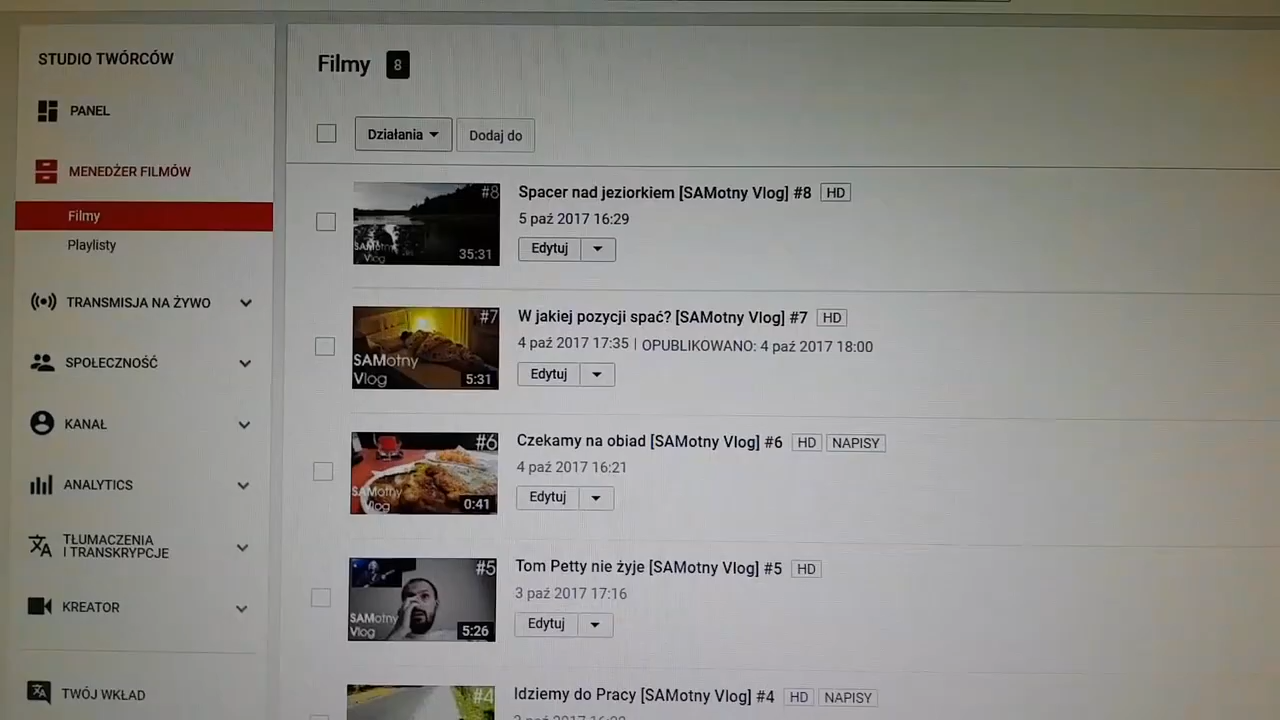 STUDIO TWÓRCÓW
PANEL
MENEDŻER FILMÓW
Filmy
Playlisty
TRANSMISJA NA ŻYWO
SPOŁECZNOŚĆ
KANAŁ
ANALYTICS
TŁUMACZENIA
I TRANSKRYPCJE
KREATOR
TWÓJ WKŁAD
Filmy 8
Działania
Dodaj do
#8
SAMotny
Vlog
35:31
Spacer nad jeziorkiem [SAMotny Vlog] #8 HD
5 paź 2017 16:29
Edytuj
#7
SAMotny
Vlog
5:31
W jakiej pozycji spać? [SAMotny Vlog] #7 HD
4 paź 2017 17:35 | OPUBLIKOWANO: 4 paź 2017 18:00
Edytuj
#6
SAMotny
Vlog
0:41
Czekamy na obiad [SAMotny Vlog] #6 HD NAPISY
4 paź 2017 16:21
Edytuj
#5
SAMotny
Vlog
5:26
Tom Petty nie żyje [SAMotny Vlog] #5 HD
3 paź 2017 17:16
Edytuj
#4
Idziemy do Pracy [SAMotny Vlog] #4 HD NAPISY